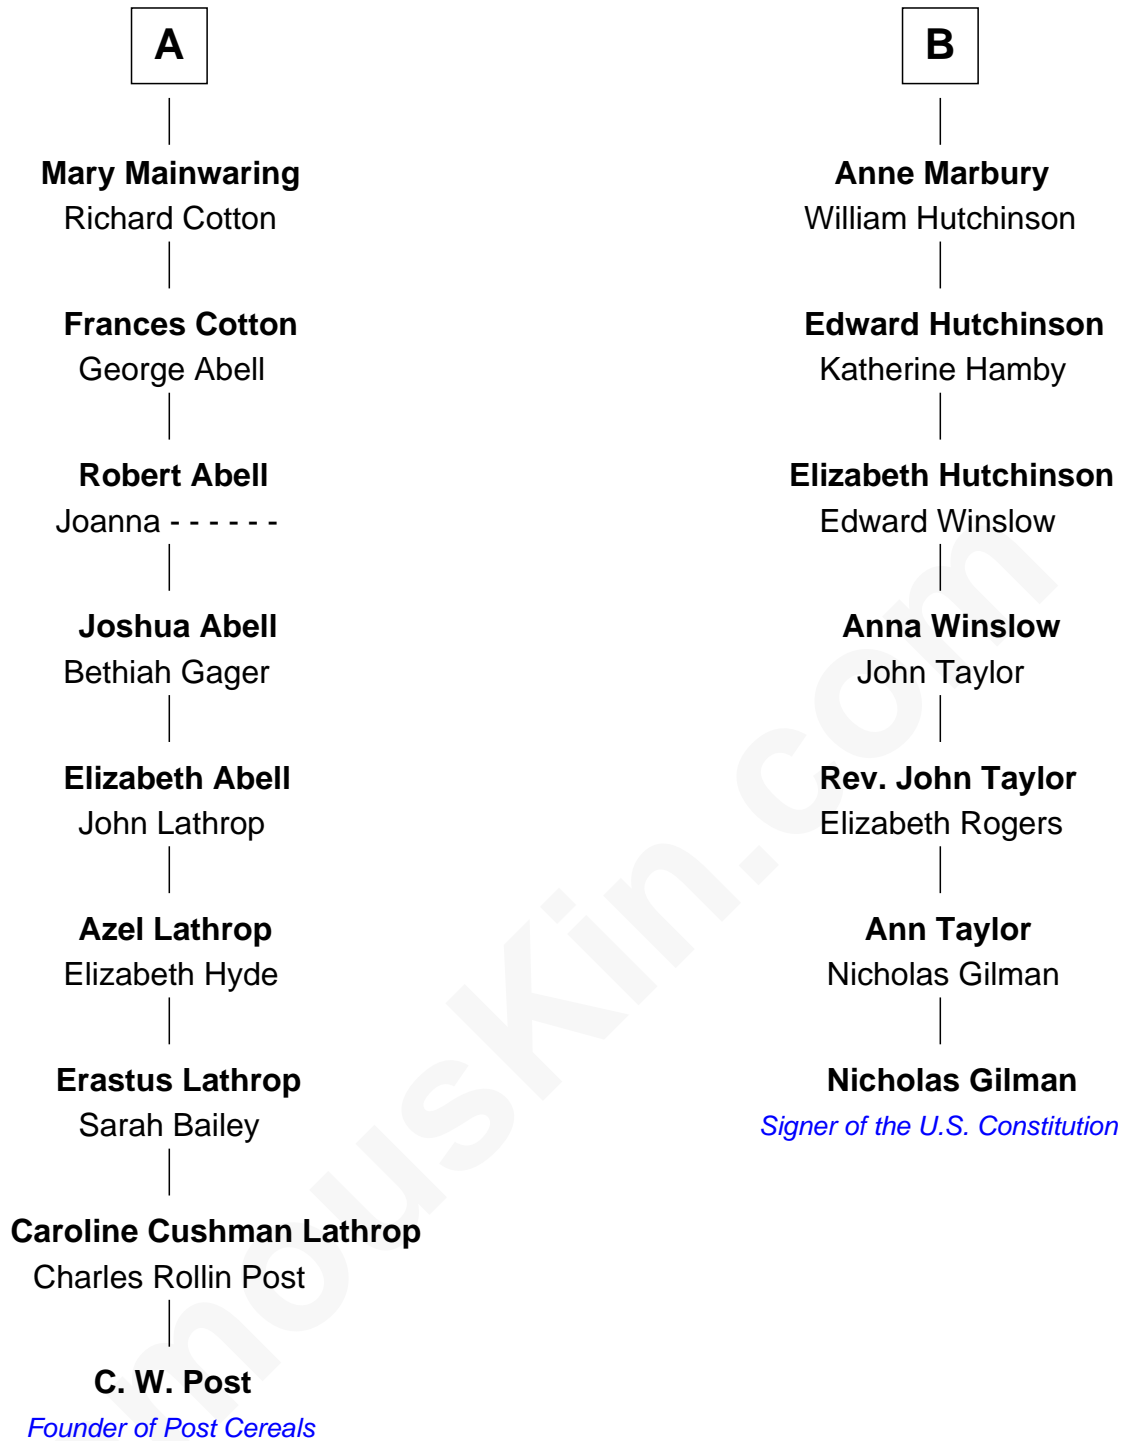 A
Mary Mainwaring
Richard Cotton
Frances Cotton
George Abell
Robert Abell
Joanna - - - - - -
Joshua Abell
Bethiah Gager
Elizabeth Abell
John Lathrop
Azel Lathrop
Elizabeth Hyde
Erastus Lathrop
Sarah Bailey
Caroline Cushman Lathrop
Charles Rollin Post
C. W. Post
Founder of Post Cereals
B
Anne Marbury
William Hutchinson
Edward Hutchinson
Katherine Hamby
Elizabeth Hutchinson
Edward Winslow
Anna Winslow
John Taylor
Rev. John Taylor
Elizabeth Rogers
Ann Taylor
Nicholas Gilman
Nicholas Gilman
Signer of the U.S. Constitution
mousKin.com